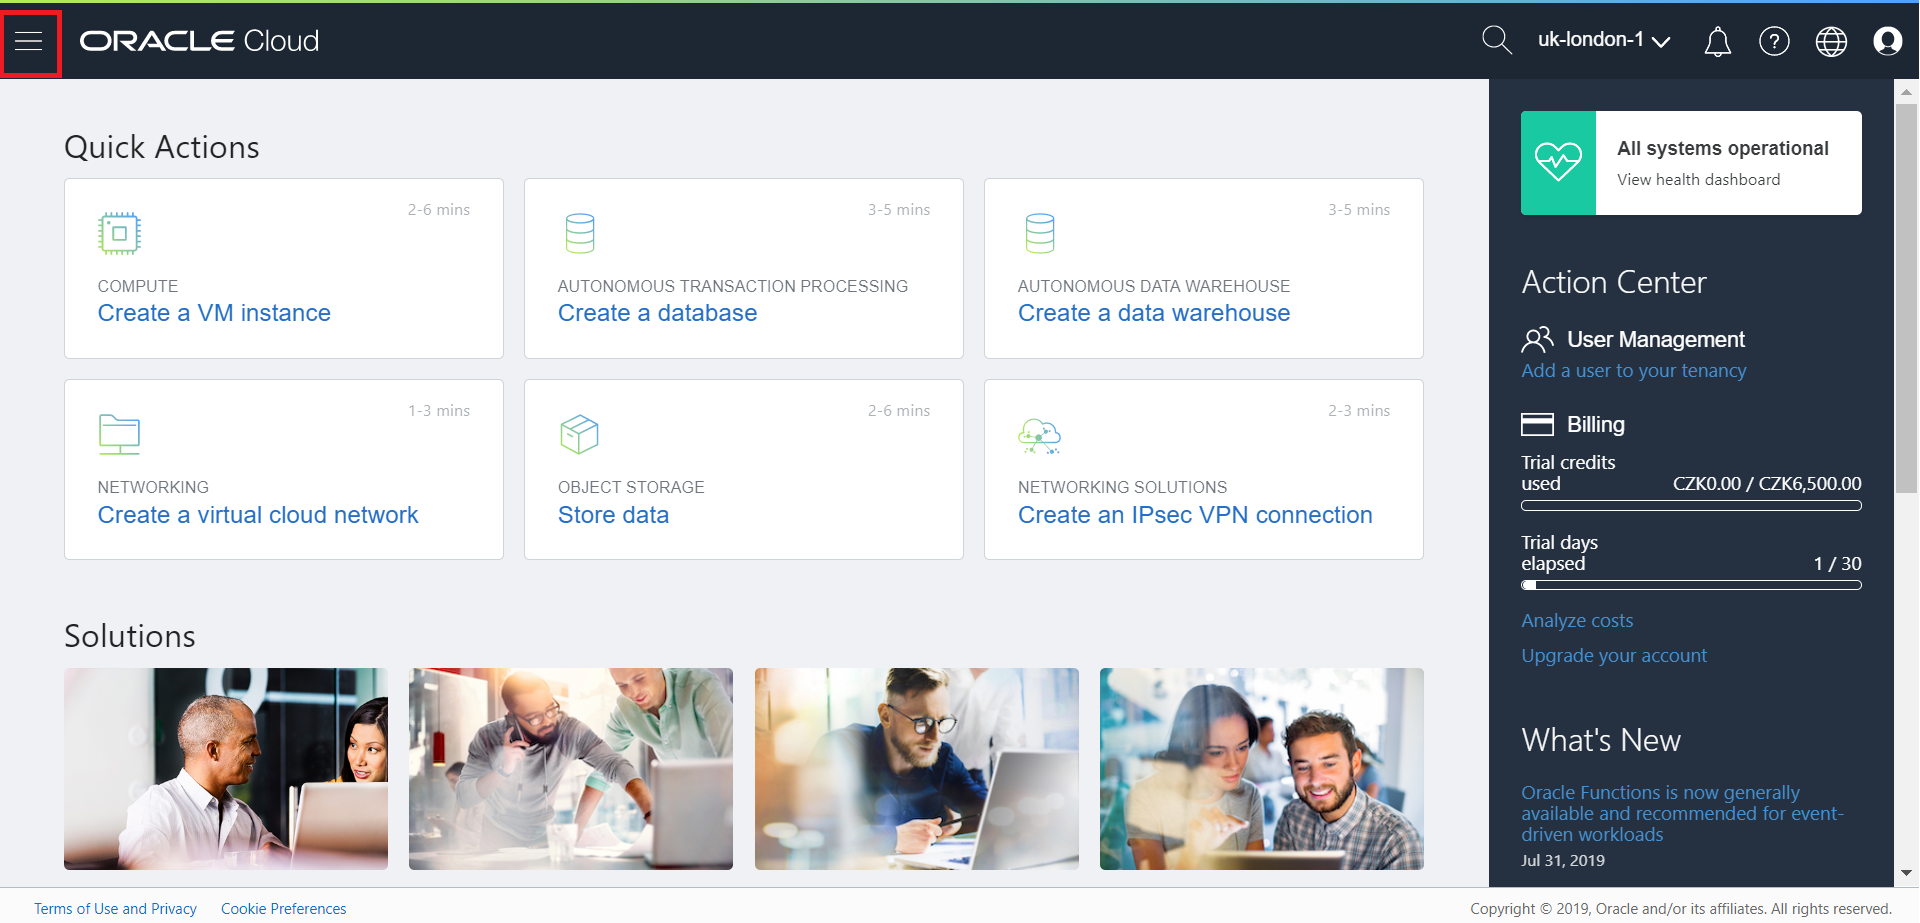 ORACLE Cloud
uk-london-1
?
Quick Actions
2-6 mins
COMPUTE
Create a VM instance
3-5 mins
AUTONOMOUS TRANSACTION PROCESSING
Create a database
3-5 mins
AUTONOMOUS DATA WAREHOUSE
Create a data warehouse
1-3 mins
NETWORKING
Create a virtual cloud network
2-6 mins
OBJECT STORAGE
Store data
2-3 mins
NETWORKING SOLUTIONS
Create an IPsec VPN connection
Solutions
All systems operational
View health dashboard
Action Center
User Management
Add a user to your tenancy
Billing
Trial credits
used CZK0.00 / CZK6,500.00
Trial days
elapsed 1 / 30
Analyze costs
Upgrade your account
What's New
Oracle Functions is now generally
available and recommended for event-
driven workloads
Jul 31, 2019
Terms of Use and Privacy Cookie Preferences
Copyright © 2019, Oracle and/or its affiliates. All rights reserved.